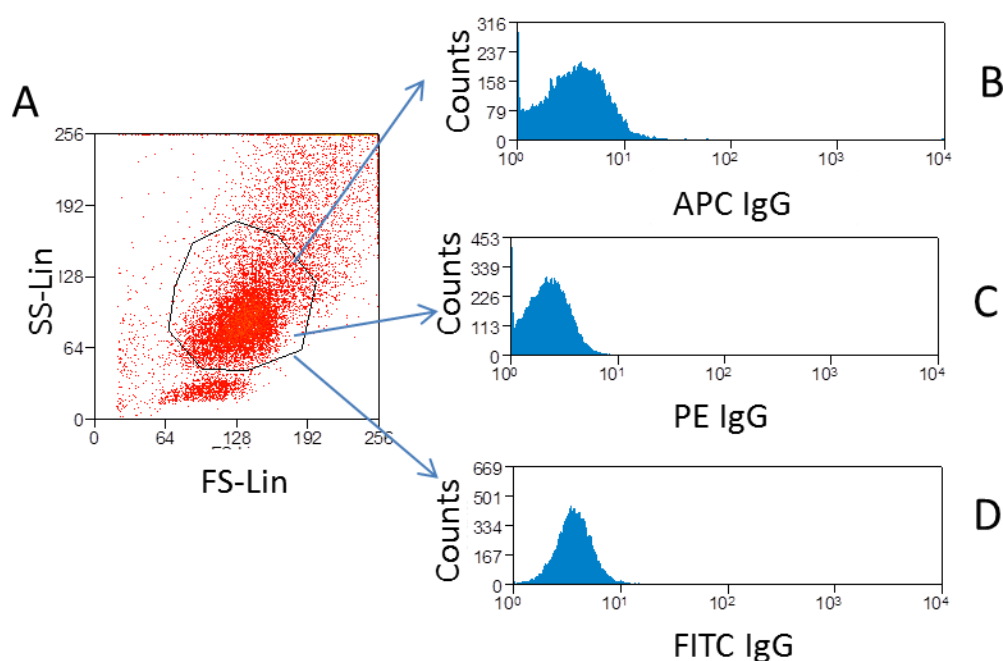 A
256
192
128
64
0
0 64 128 192 256
SS-Lin
FS-Lin
B
316
237
158
79
0
10⁰ 10¹ 10² 10³ 10⁴
Counts
APC IgG
C
453
339
226
113
0
10⁰ 10¹ 10² 10³ 10⁴
Counts
PE IgG
D
669
501
334
167
0
10⁰ 10¹ 10² 10³ 10⁴
Counts
FITC IgG